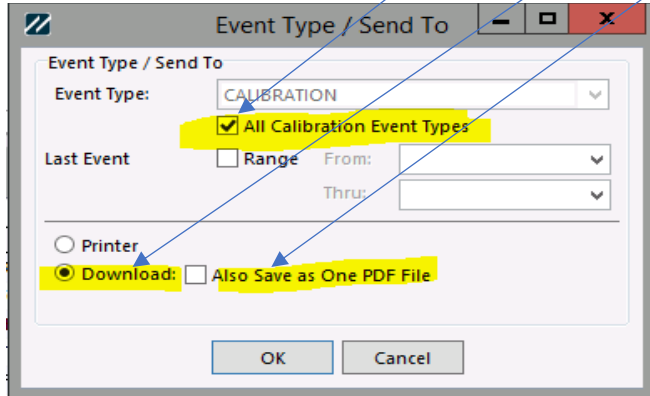 Event Type / Send To
Event Type / Send To
Event Type: CALIBRATION
All Calibration Event Types
Last Event Range From:
Thru:
Printer
Download: Also Save as One PDF File
OK Cancel